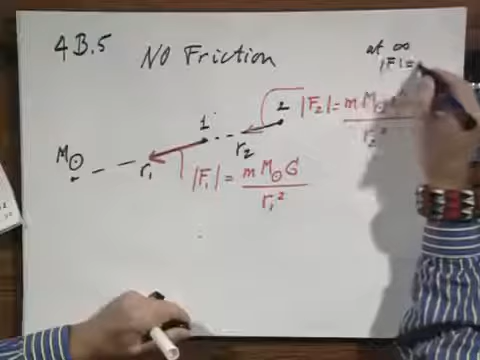 4B.5
NO Friction
at ∞
|F|=
1
2
|F₂| = m M☉
r₂²
r₂
M☉
r₁
|F₁| = m M☉ G
r₁²